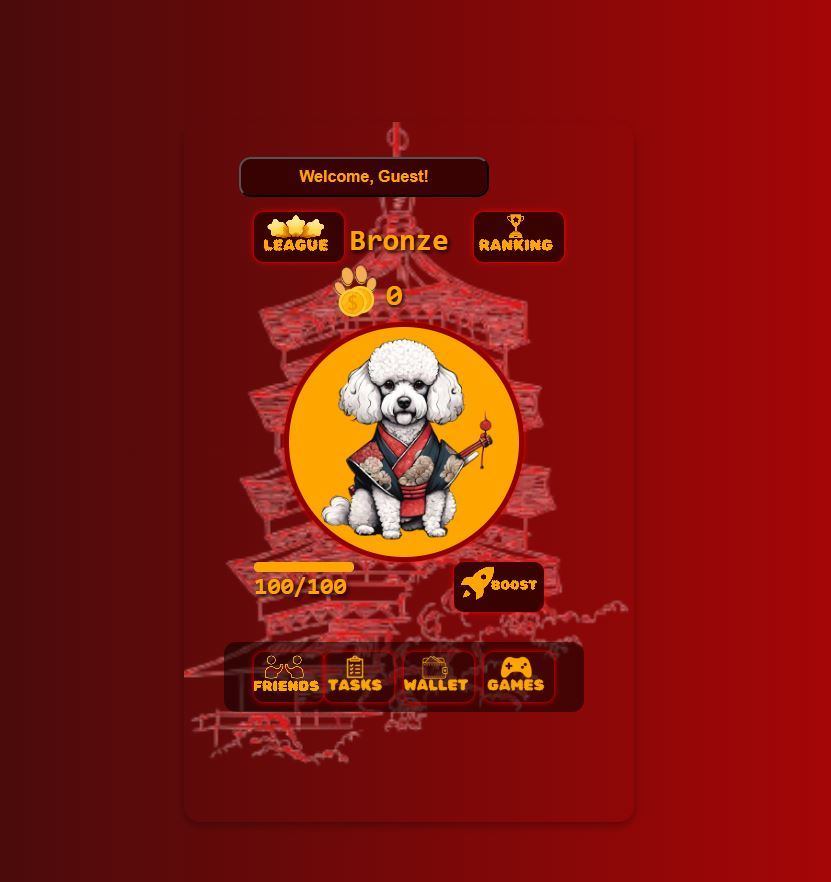 Welcome, Guest!
LEAGUE Bronze RANKING
$ 0
100/100 BOOST
FRIENDS TASKS WALLET GAMES